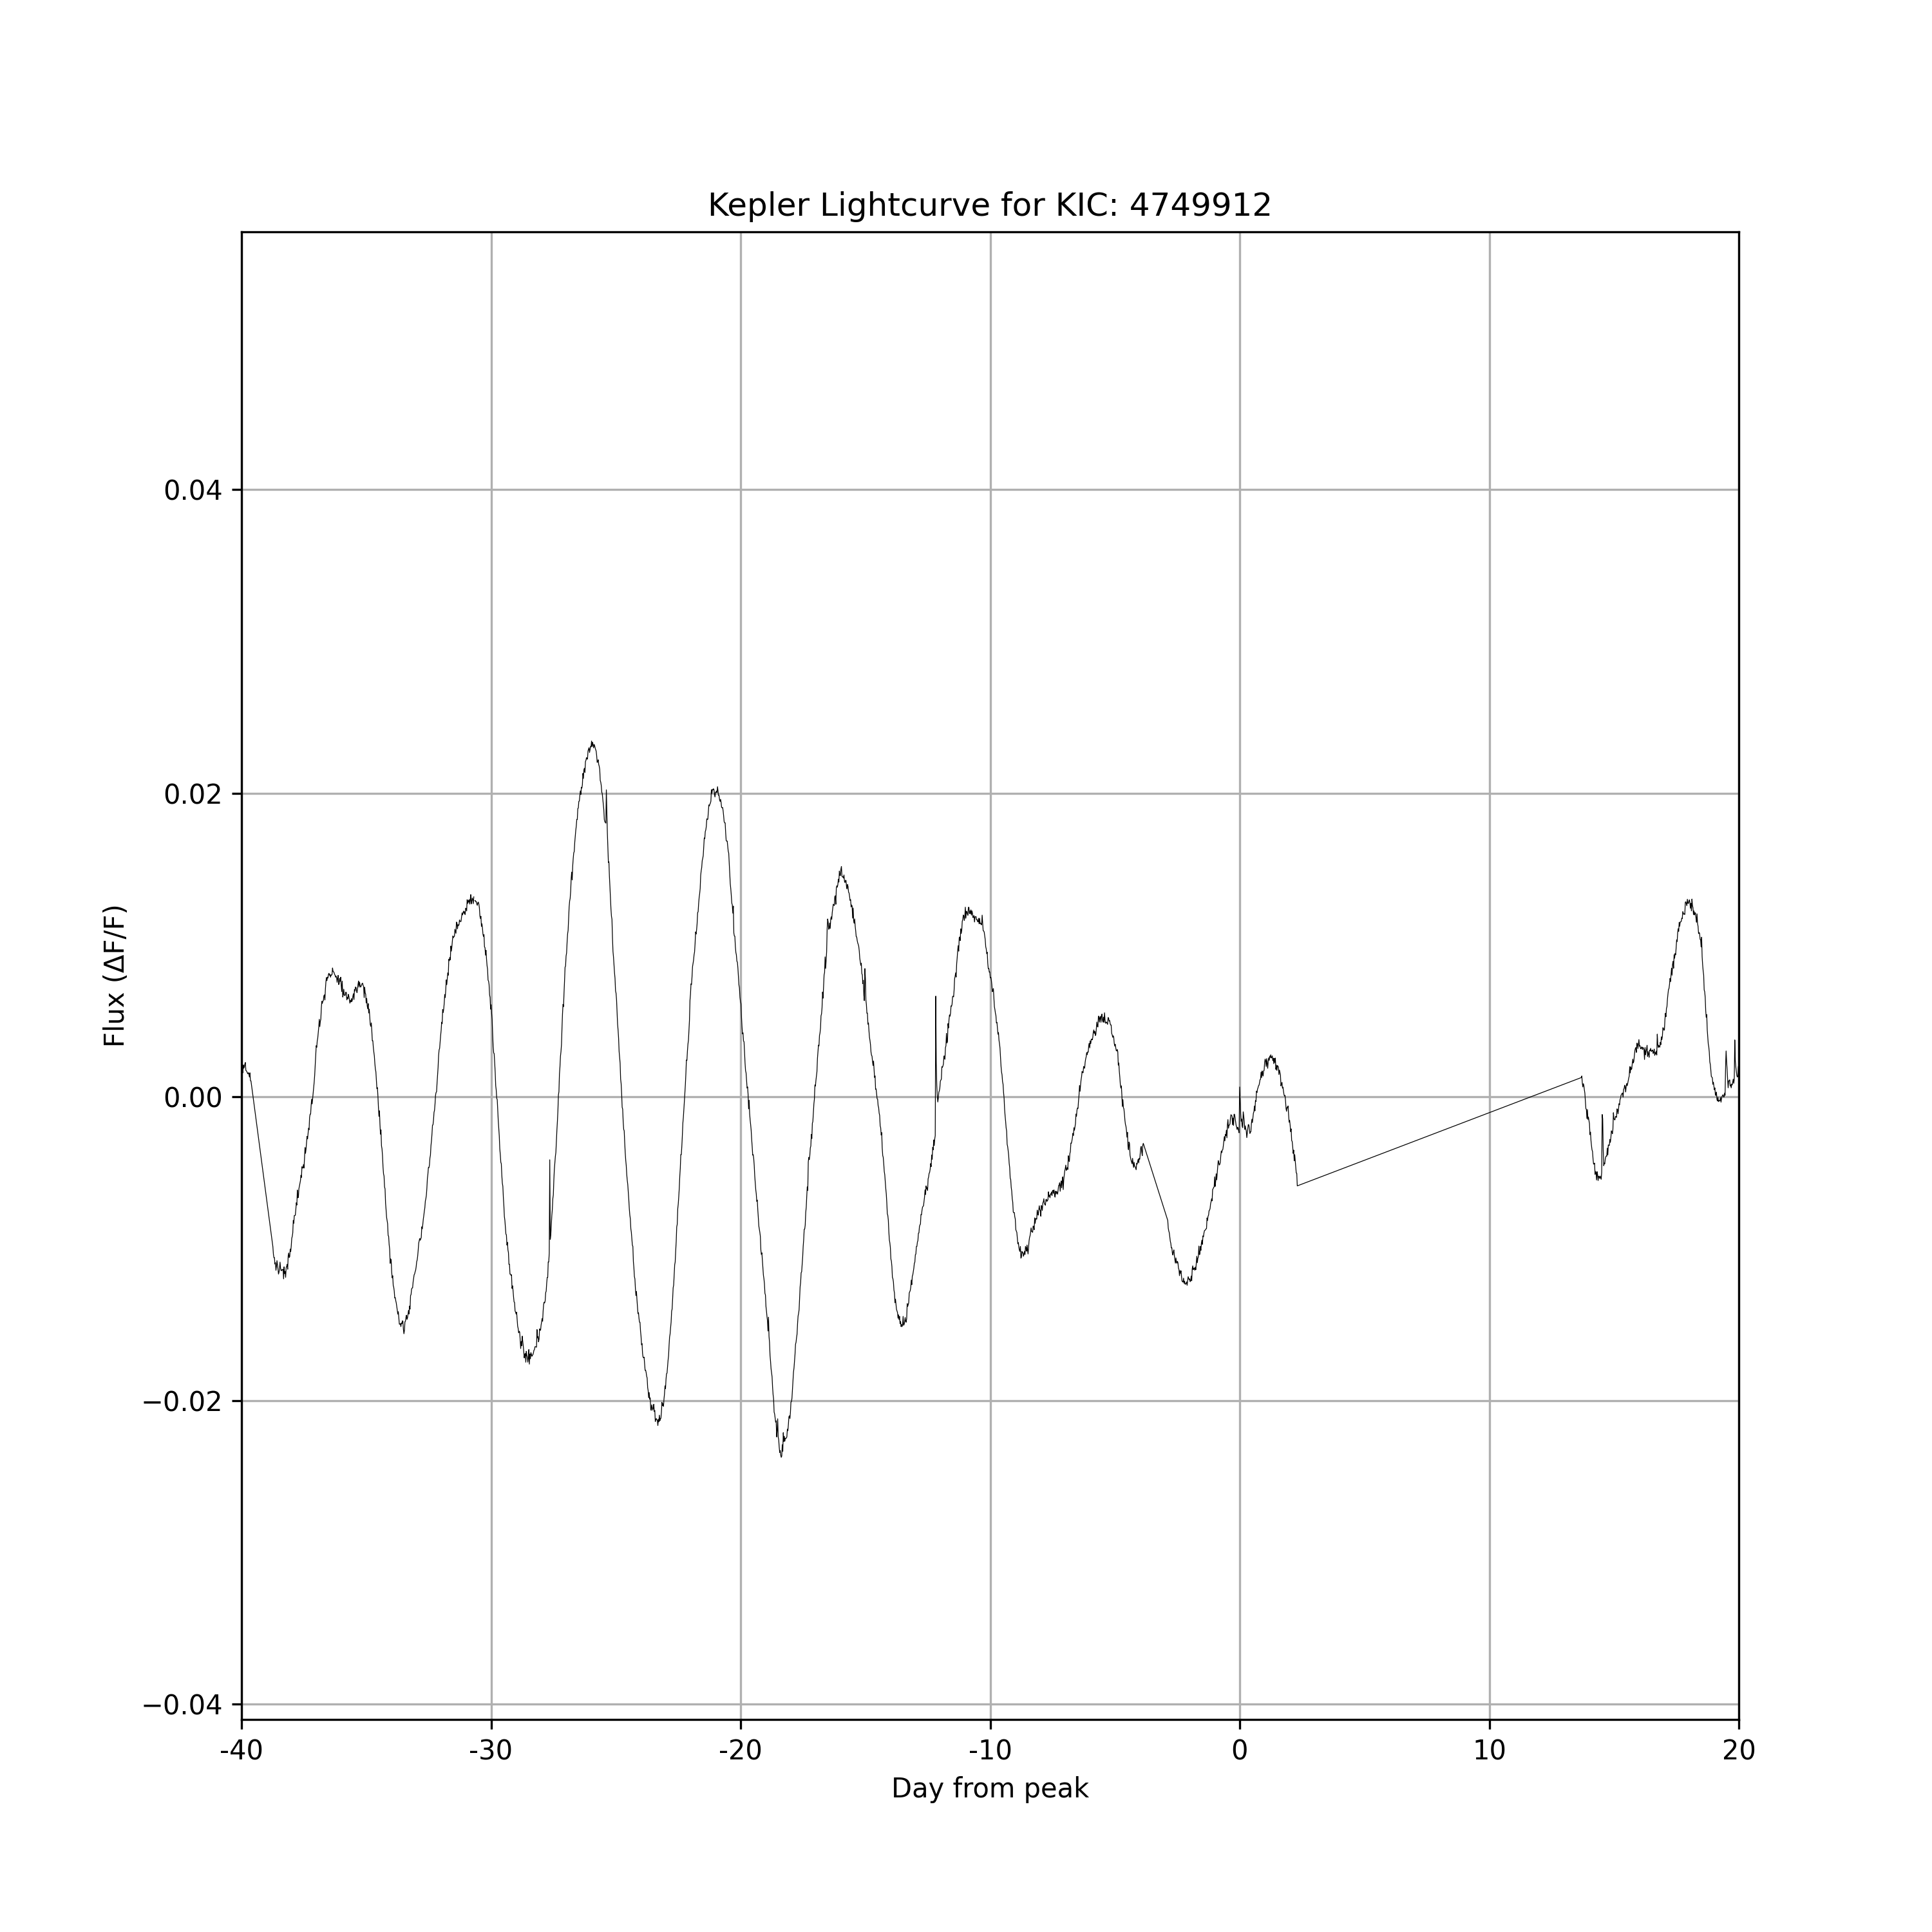 Kepler Lightcurve for KIC: 4749912
Flux (ΔF/F)
0.04
0.02
0.00
−0.02
−0.04
-40 -30 -20 -10 0 10 20
Day from peak